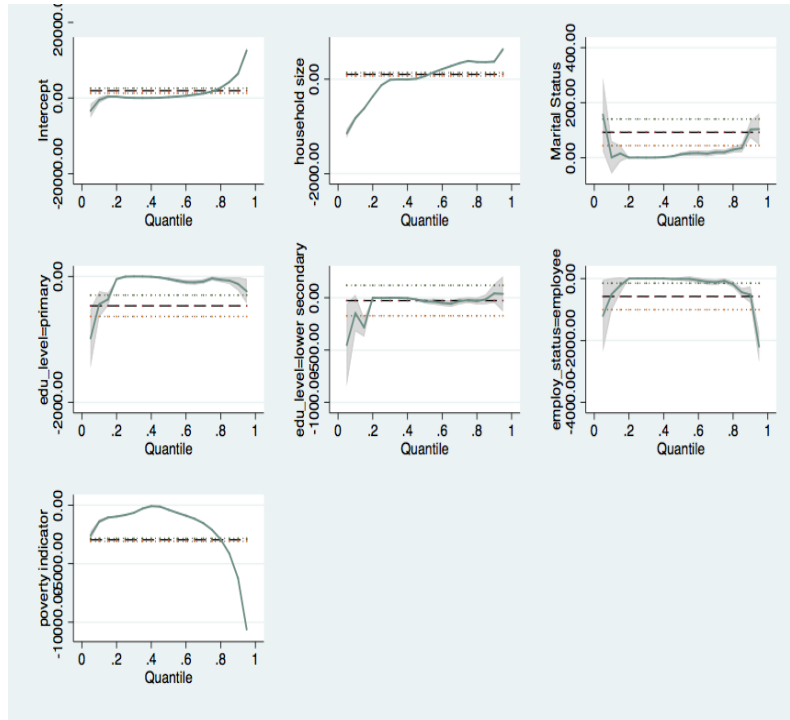 Intercept
20000.00
0.00
-20000.00
0 .2 .4 .6 .8 1
Quantile
household size
0.00
-2000.00
0 .2 .4 .6 .8 1
Quantile
Marital Status
400.00
200.00
0.00
0 .2 .4 .6 .8 1
Quantile
edu_level=primary
0.00
-2000.00
0 .2 .4 .6 .8 1
Quantile
edu_level=lower secondary
0.00
-500.00
-1000.00
0 .2 .4 .6 .8 1
Quantile
employ_status=employee
0.00
-2000.00
-4000.00
0 .2 .4 .6 .8 1
Quantile
poverty indicator
0.00
-5000.00
-10000.00
0 .2 .4 .6 .8 1
Quantile